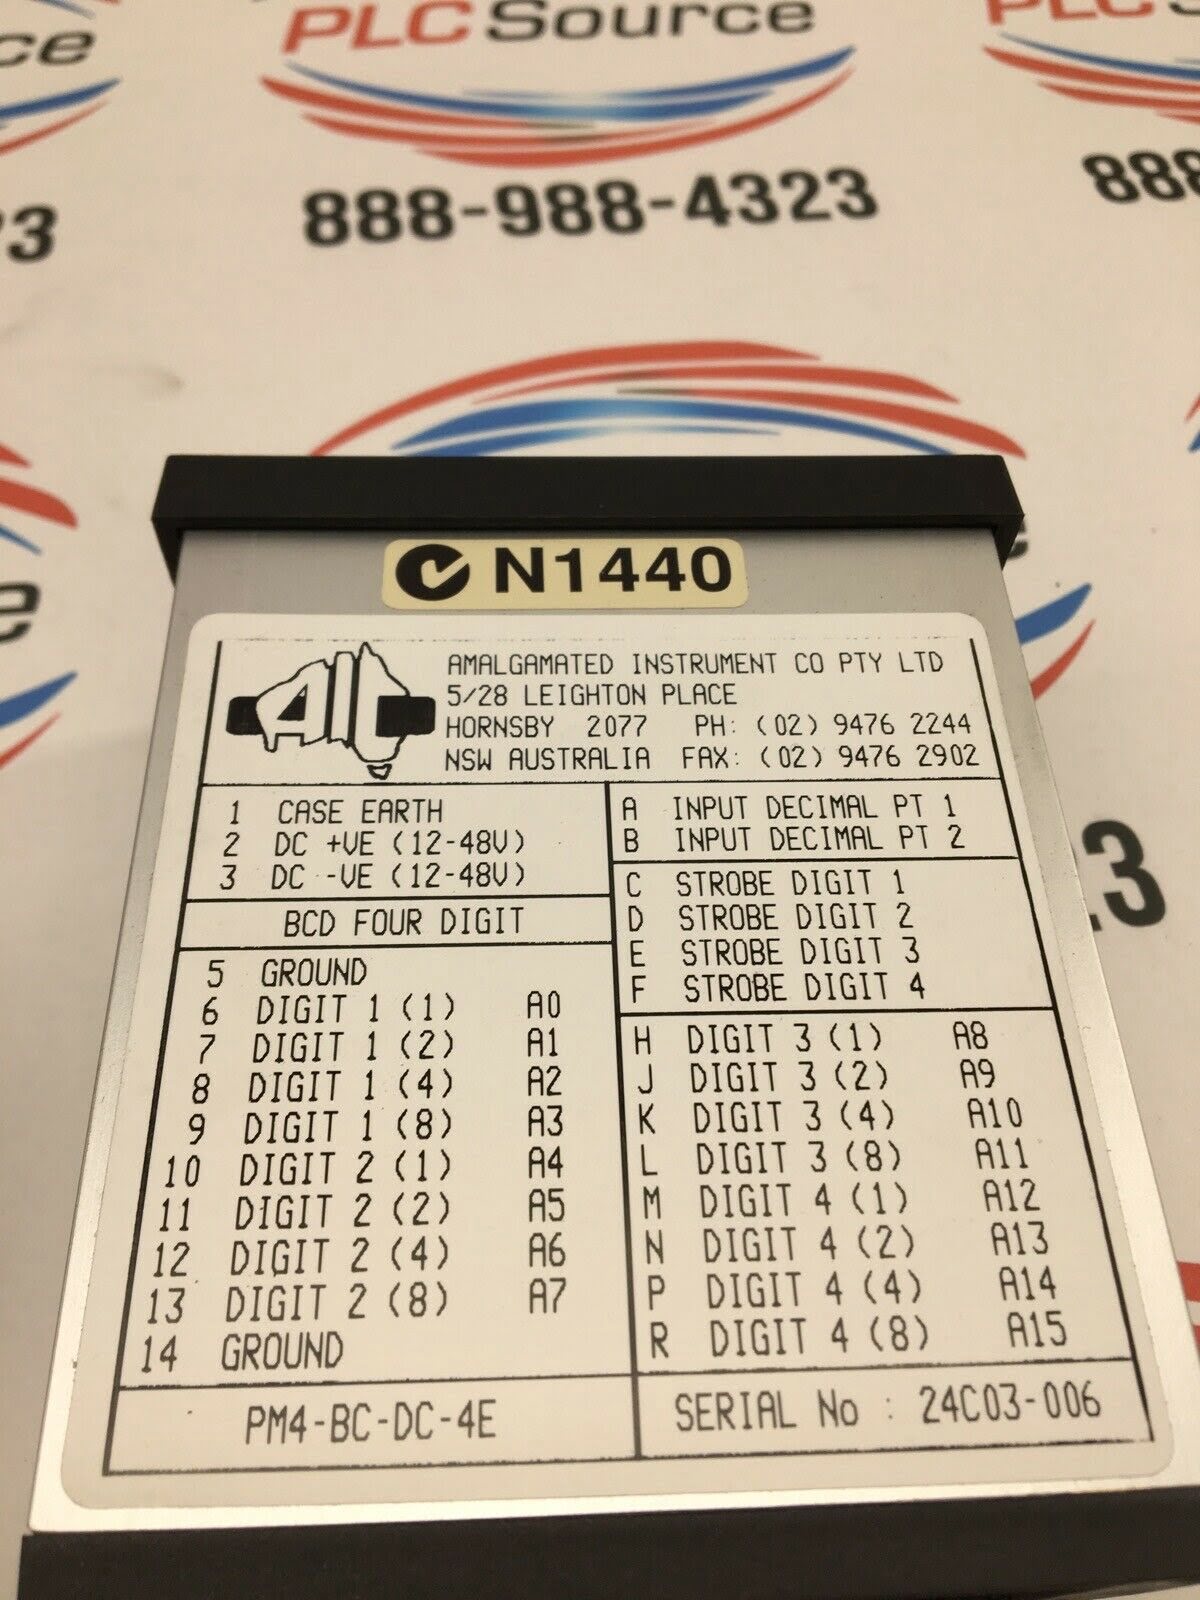 ce
PLC Source
PLC Source
23
888-988-4323
888
e
e
N1440
AIC
AMALGAMATED INSTRUMENT CO PTY LTD
5/28 LEIGHTON PLACE
HORNSBY 2077 PH: (02) 9476 2244
NSW AUSTRALIA FAX: (02) 9476 2902
1 CASE EARTH
2 DC +VE (12-48V)
3 DC -VE (12-48V)
BCD FOUR DIGIT
5 GROUND
6 DIGIT 1 (1) A0
7 DIGIT 1 (2) A1
8 DIGIT 1 (4) A2
9 DIGIT 1 (8) A3
10 DIGIT 2 (1) A4
11 DIGIT 2 (2) A5
12 DIGIT 2 (4) A6
13 DIGIT 2 (8) A7
14 GROUND
A INPUT DECIMAL PT 1
B INPUT DECIMAL PT 2
C STROBE DIGIT 1
D STROBE DIGIT 2
E STROBE DIGIT 3
F STROBE DIGIT 4
H DIGIT 3 (1) A8
J DIGIT 3 (2) A9
K DIGIT 3 (4) A10
L DIGIT 3 (8) A11
M DIGIT 4 (1) A12
N DIGIT 4 (2) A13
P DIGIT 4 (4) A14
R DIGIT 4 (8) A15
PM4-BC-DC-4E
SERIAL No : 24C03-006
23